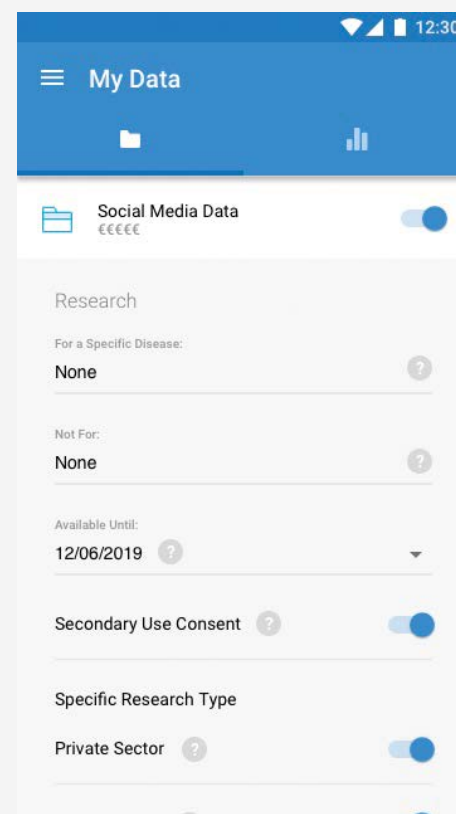 12:30
My Data
Social Media Data
€€€€€
Research
For a Specific Disease:
None
?
Not For:
None
?
Available Until:
12/06/2019 ?
Secondary Use Consent ?
Specific Research Type
Private Sector ?